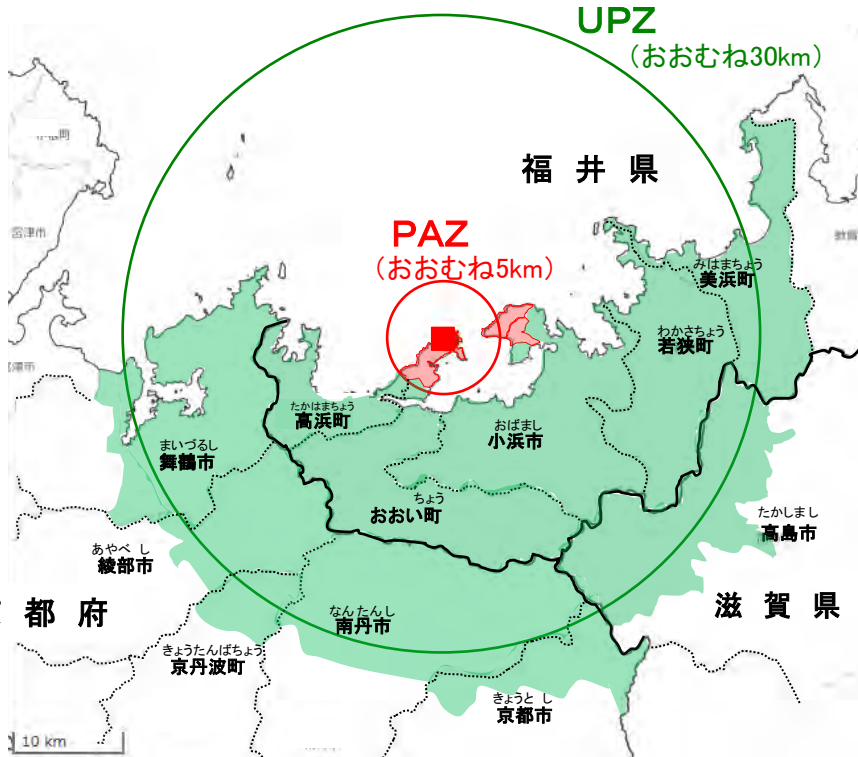 UPZ
(おおむね30km)
福井県
宮津市
PAZ
(おおむね5km)
みはまちょう
美浜町
わかさちょう
若狭町
たかはまちょう
高浜町
おばまし
小浜市
まいづるし
舞鶴市
ちょう
おおい町
たかしまし
高島市
あやべし
綾部市
都府
なんたんし
南丹市
滋賀県
きょうたんばちょう
京丹波町
きょうとし
京都市
10 km